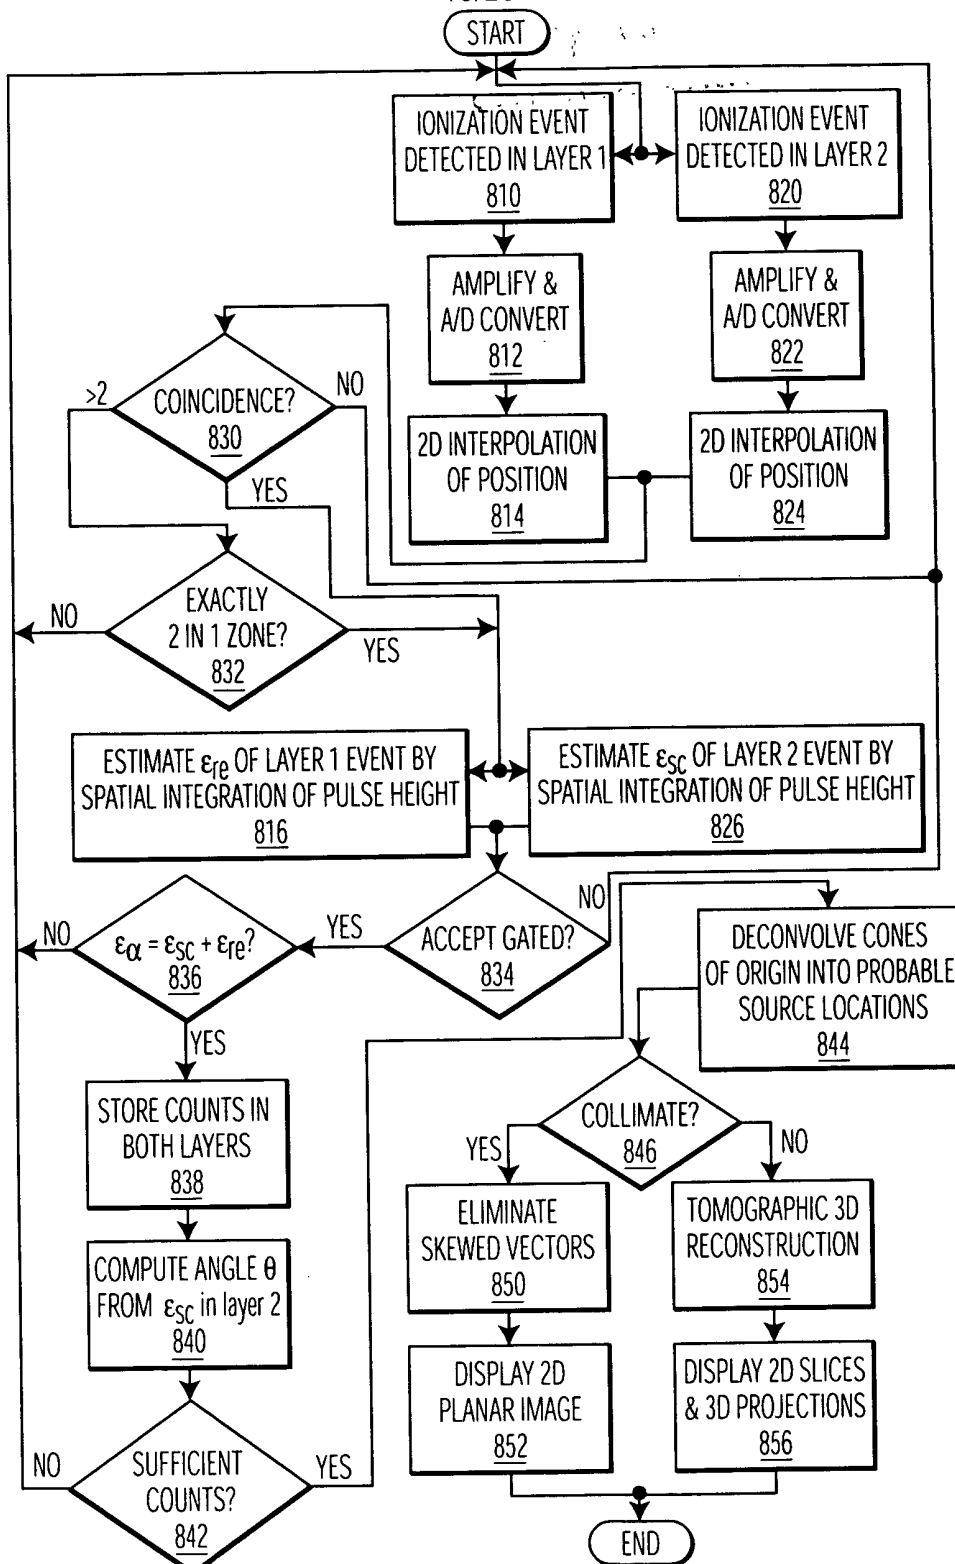 START
IONIZATION EVENT
DETECTED IN LAYER 1
810
IONIZATION EVENT
DETECTED IN LAYER 2
820
AMPLIFY &
A/D CONVERT
812
AMPLIFY &
A/D CONVERT
822
COINCIDENCE?
830
>2
NO
YES
2D INTERPOLATION
OF POSITION
814
2D INTERPOLATION
OF POSITION
824
EXACTLY
2 IN 1 ZONE?
832
NO
YES
ESTIMATE εre OF LAYER 1 EVENT BY
SPATIAL INTEGRATION OF PULSE HEIGHT
816
ESTIMATE εsc OF LAYER 2 EVENT BY
SPATIAL INTEGRATION OF PULSE HEIGHT
826
ACCEPT GATED?
834
NO
YES
εα = εsc + εre?
836
NO
YES
DECONVOLVE CONES
OF ORIGIN INTO PROBABLE
SOURCE LOCATIONS
844
STORE COUNTS IN
BOTH LAYERS
838
COLLIMATE?
846
YES
NO
COMPUTE ANGLE θ
FROM εsc in layer 2
840
ELIMINATE
SKEWED VECTORS
850
TOMOGRAPHIC 3D
RECONSTRUCTION
854
SUFFICIENT
COUNTS?
842
NO
YES
DISPLAY 2D
PLANAR IMAGE
852
DISPLAY 2D SLICES
& 3D PROJECTIONS
856
END